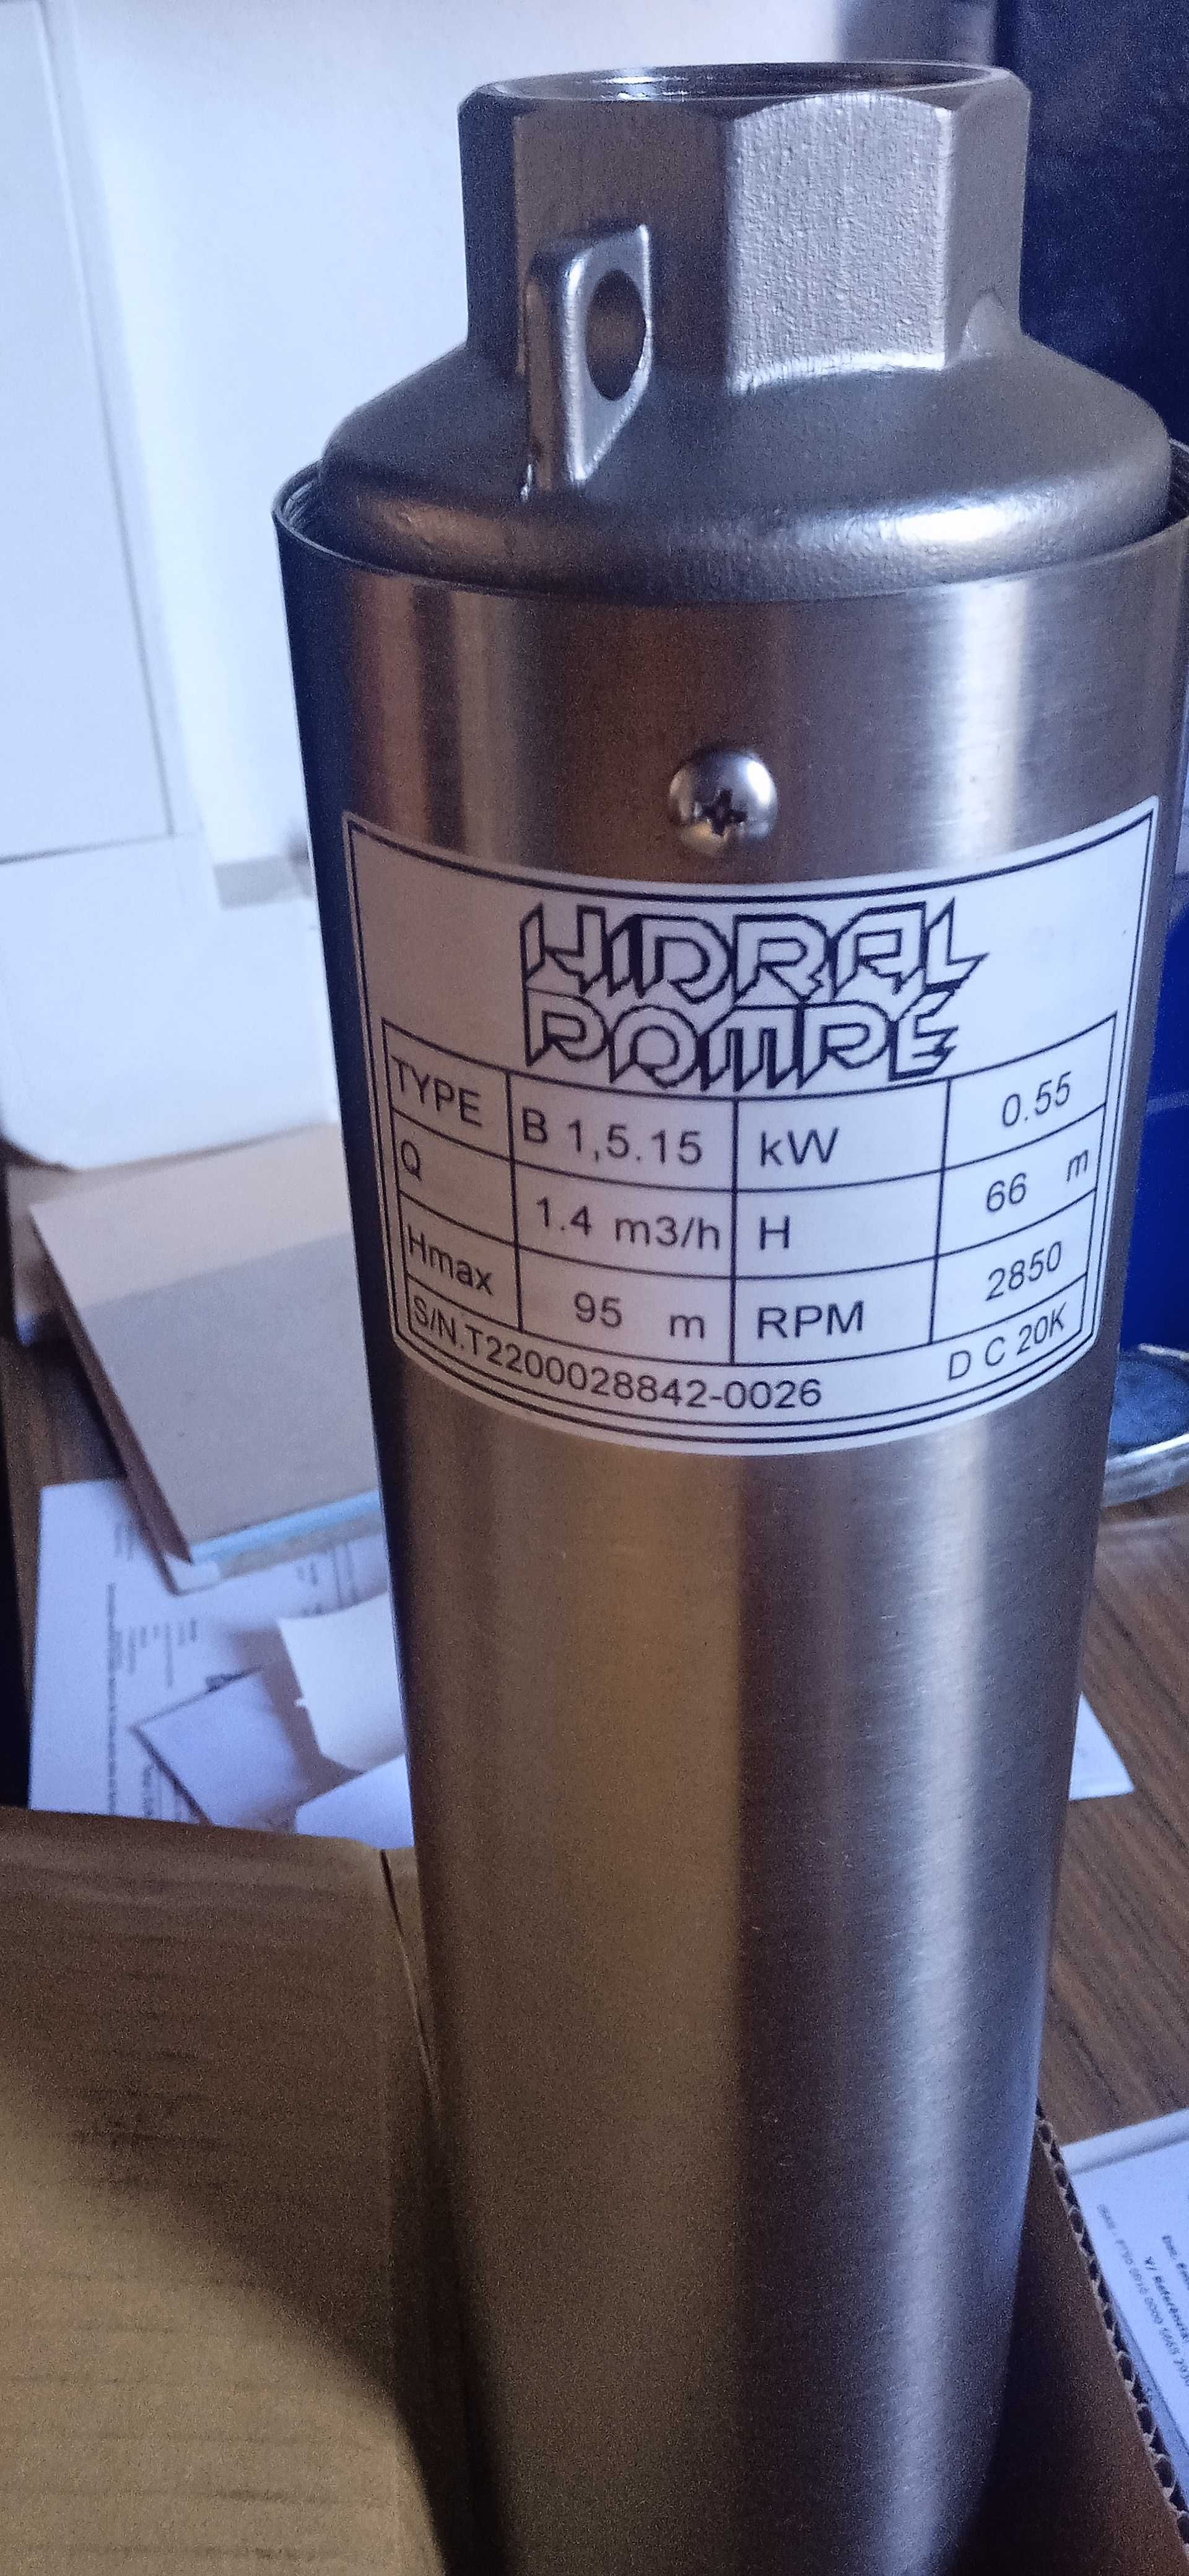 HIDRAL
POMPE
TYPE B 1,5.15 kW 0.55
Q 1.4 m3/h H 66 m
Hmax 95 m RPM 2850
S/N.T2200028842-0026 D C 20K